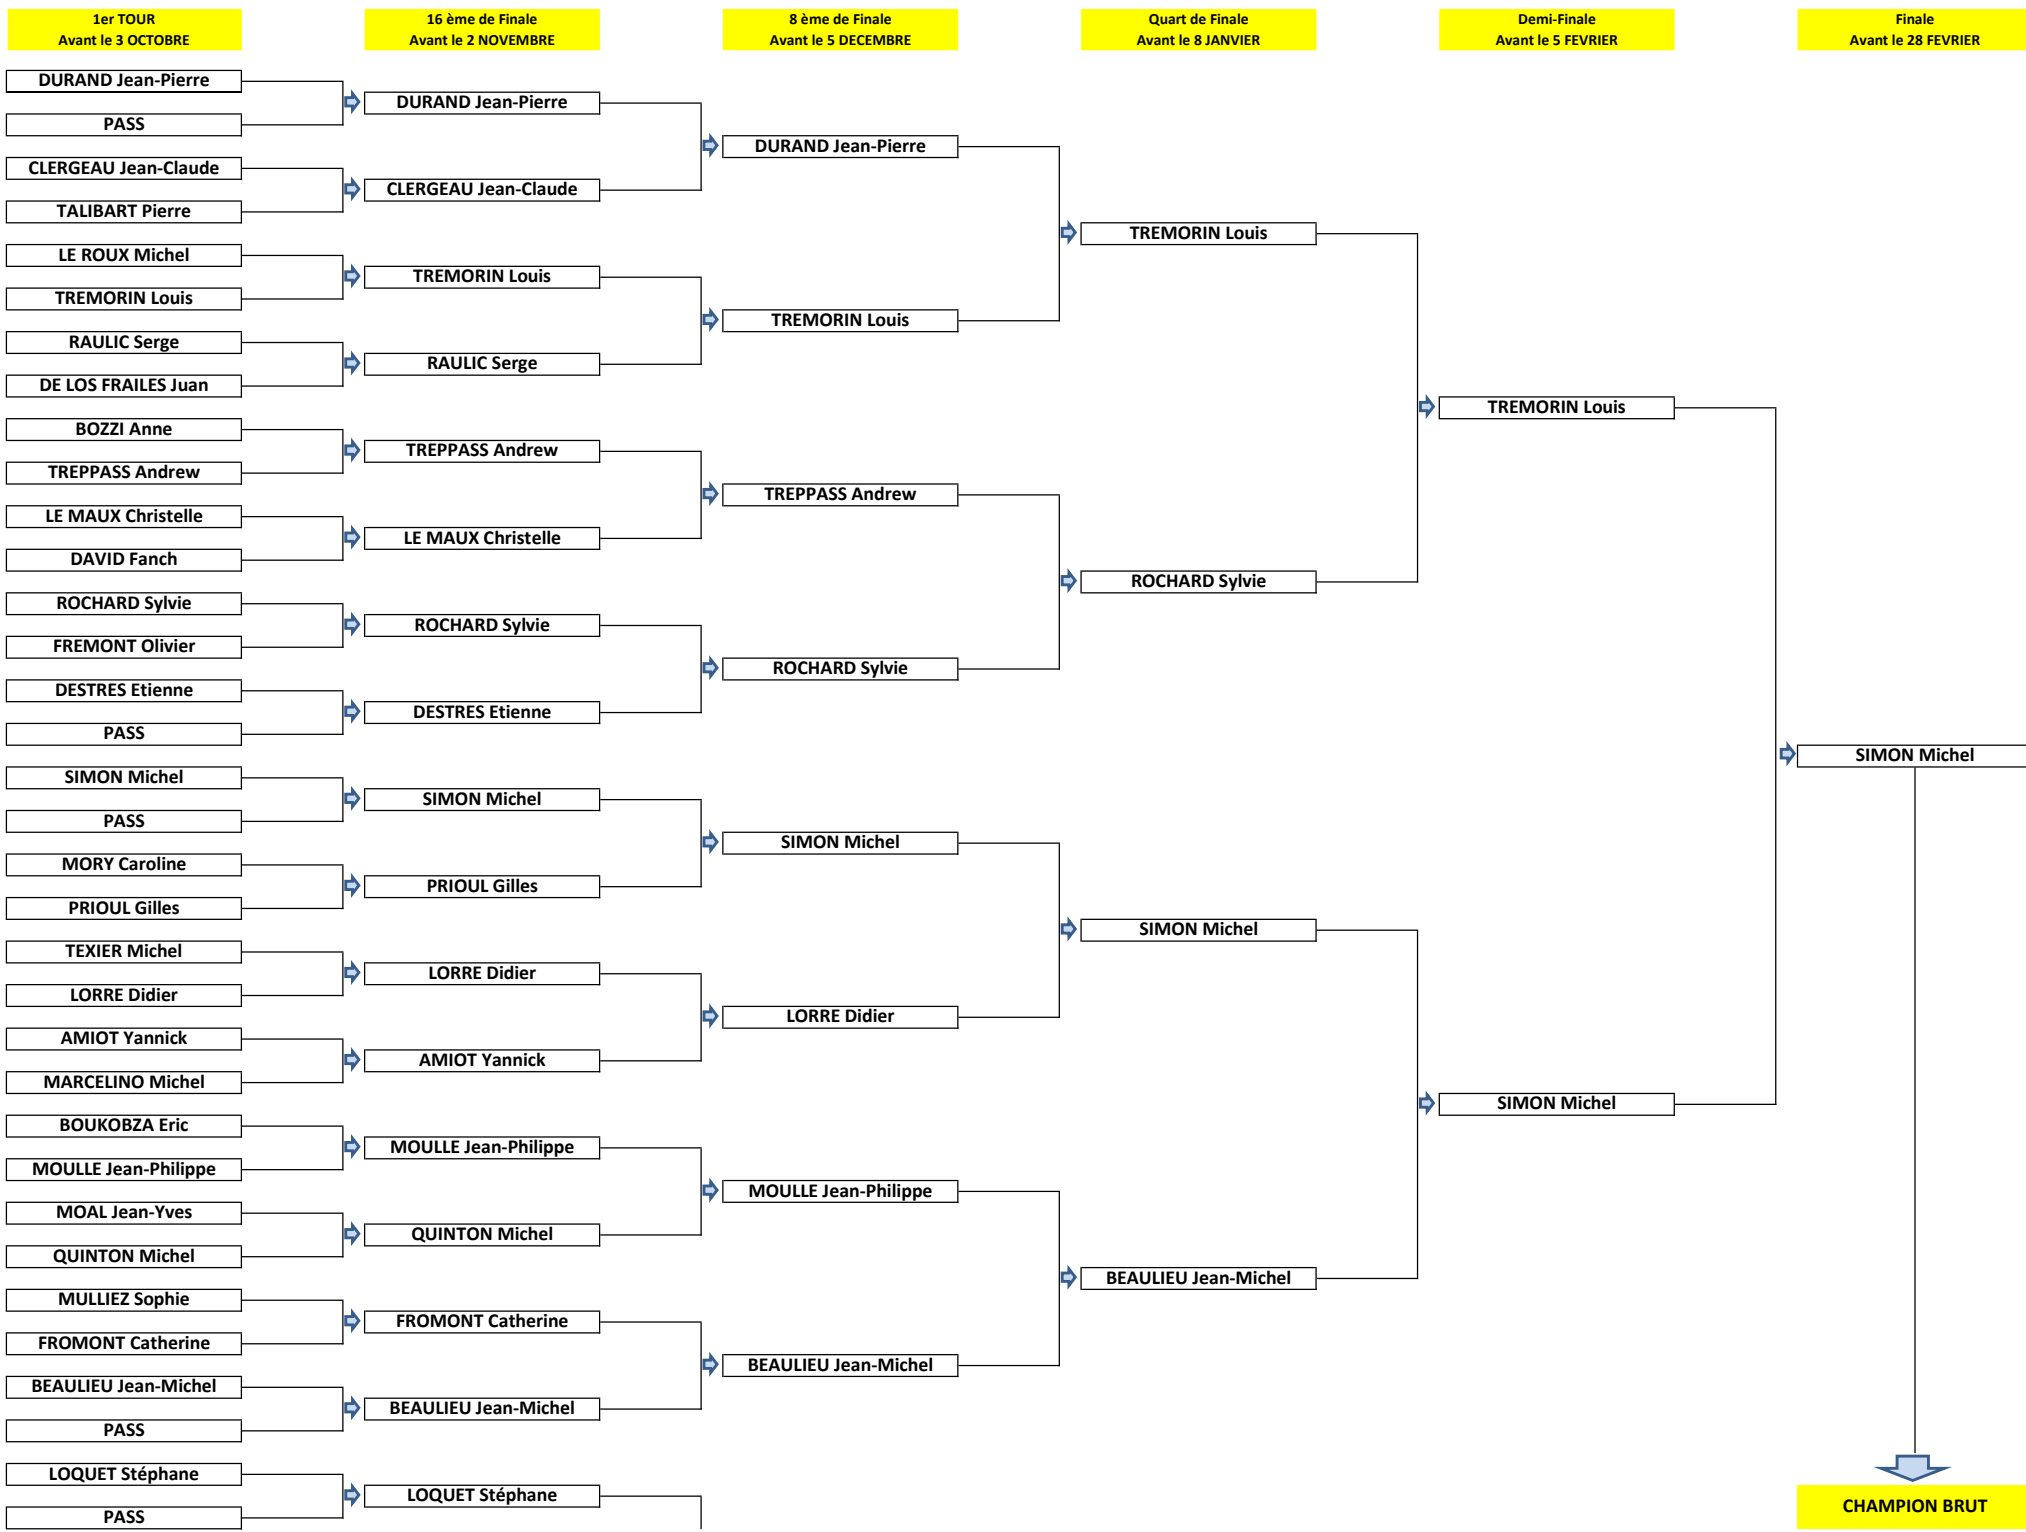 1er TOUR
Avant le 3 OCTOBRE
16 ème de Finale
Avant le 2 NOVEMBRE
8 ème de Finale
Avant le 5 DECEMBRE
Quart de Finale
Avant le 8 JANVIER
Demi-Finale
Avant le 5 FEVRIER
Finale
Avant le 28 FEVRIER
DURAND Jean-Pierre
PASS
CLERGEAU Jean-Claude
TALIBART Pierre
LE ROUX Michel
TREMORIN Louis
RAULIC Serge
DE LOS FRAILES Juan
BOZZI Anne
TREPPASS Andrew
LE MAUX Christelle
DAVID Fanch
ROCHARD Sylvie
FREMONT Olivier
DESTRES Etienne
PASS
SIMON Michel
PASS
MORY Caroline
PRIOUL Gilles
TEXIER Michel
LORRE Didier
AMIOT Yannick
MARCELINO Michel
BOUKOBZA Eric
MOULLE Jean-Philippe
MOAL Jean-Yves
QUINTON Michel
MULLIEZ Sophie
FROMONT Catherine
BEAULIEU Jean-Michel
PASS
LOQUET Stéphane
PASS
DURAND Jean-Pierre
CLERGEAU Jean-Claude
TREMORIN Louis
RAULIC Serge
TREPPASS Andrew
LE MAUX Christelle
ROCHARD Sylvie
DESTRES Etienne
SIMON Michel
PRIOUL Gilles
LORRE Didier
AMIOT Yannick
MOULLE Jean-Philippe
QUINTON Michel
FROMONT Catherine
BEAULIEU Jean-Michel
LOQUET Stéphane
DURAND Jean-Pierre
TREMORIN Louis
TREPPASS Andrew
ROCHARD Sylvie
SIMON Michel
LORRE Didier
MOULLE Jean-Philippe
BEAULIEU Jean-Michel
TREMORIN Louis
ROCHARD Sylvie
SIMON Michel
BEAULIEU Jean-Michel
TREMORIN Louis
SIMON Michel
SIMON Michel
CHAMPION BRUT